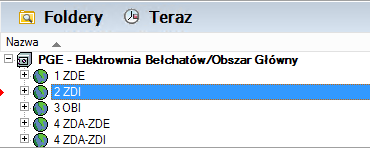 Foldery Teraz
Nazwa
PGE - Elektrownia Bełchatów/Obszar Główny
1 ZDE
2 ZDI
3 OBI
4 ZDA-ZDE
4 ZDA-ZDI